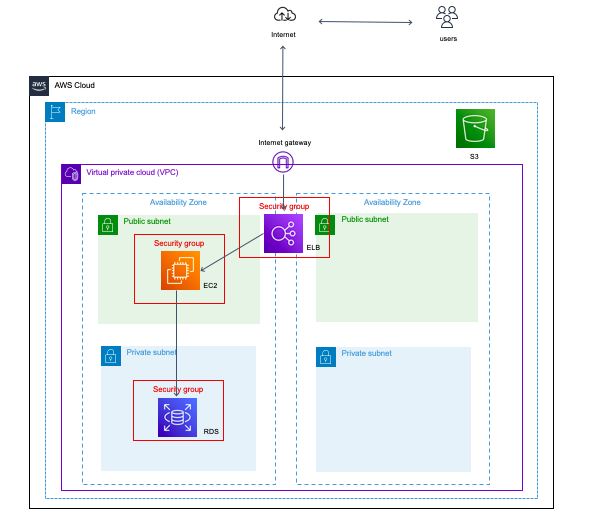 Internet
users
aws
AWS Cloud
Region
S3
Internet gateway
Virtual private cloud (VPC)
Availability Zone
Availability Zone
Security group
ELB
Public subnet
Public subnet
Security group
EC2
Private subnet
Private subnet
Security group
RDS